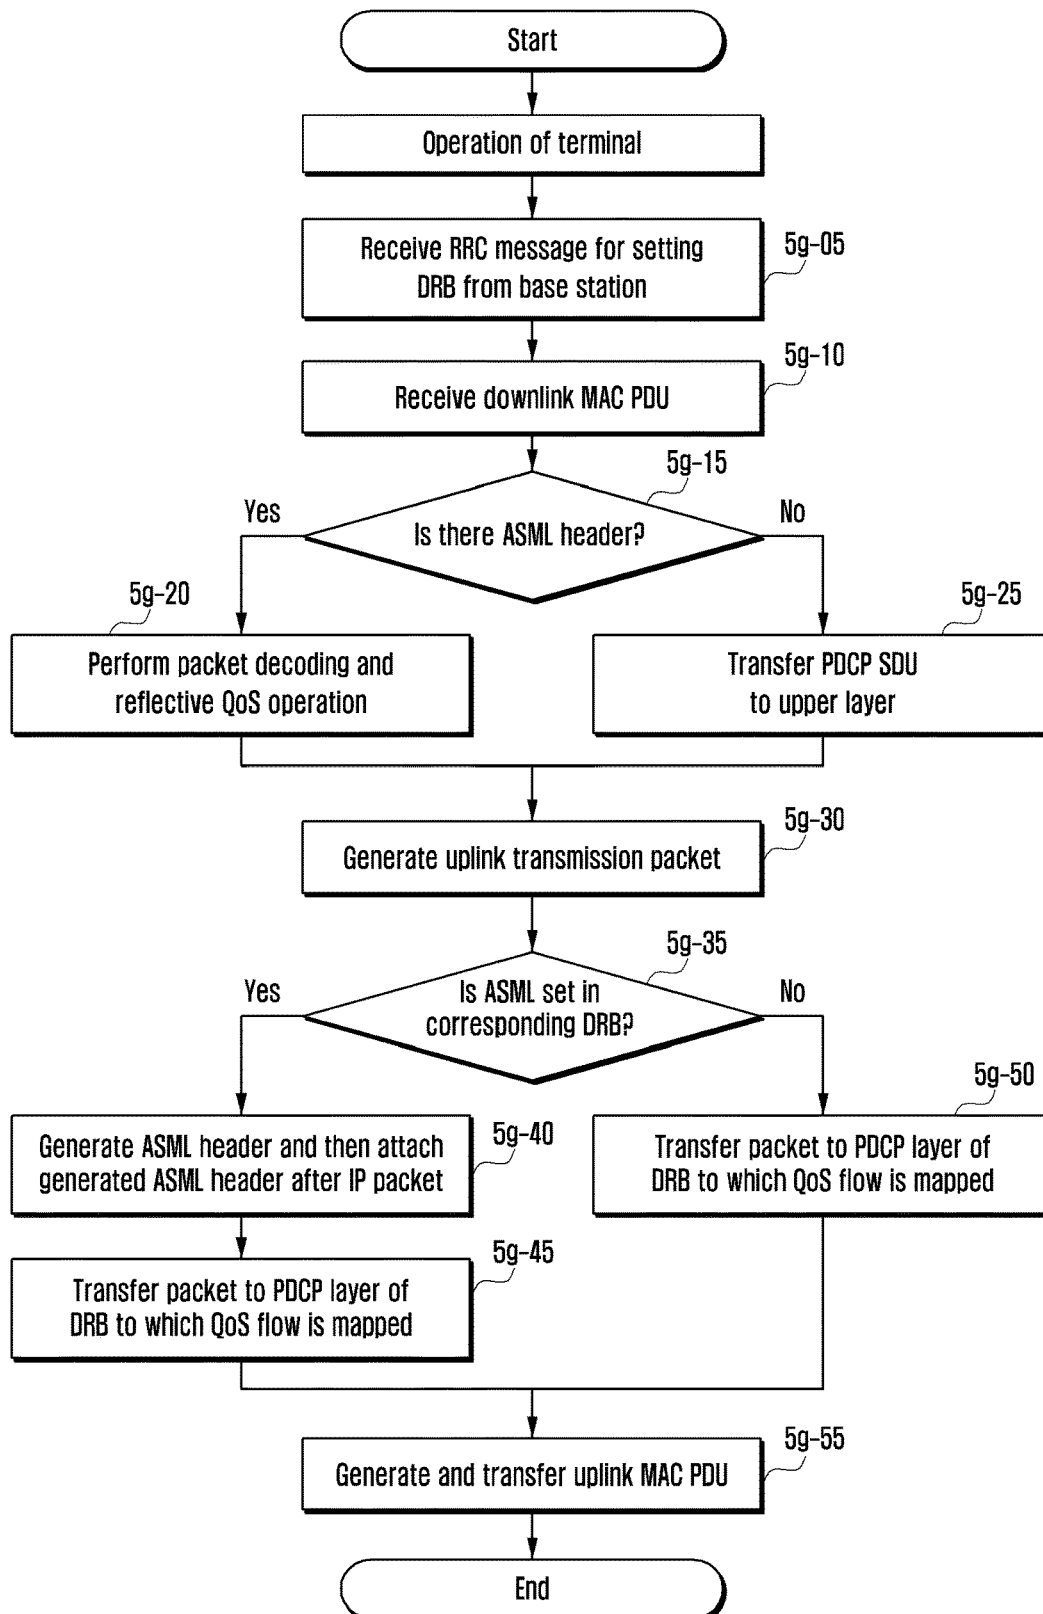 Start
Operation of terminal
Receive RRC message for setting
DRB from base station
5g-05
Receive downlink MAC PDU
5g-10
Is there ASML header?
5g-15
Yes
No
5g-20
Perform packet decoding and
reflective QoS operation
5g-25
Transfer PDCP SDU
to upper layer
Generate uplink transmission packet
5g-30
Is ASML set in
corresponding DRB?
5g-35
Yes
No
Generate ASML header and then attach
generated ASML header after IP packet
5g-40
5g-50
Transfer packet to PDCP layer of
DRB to which QoS flow is mapped
Transfer packet to PDCP layer of
DRB to which QoS flow is mapped
5g-45
Generate and transfer uplink MAC PDU
5g-55
End